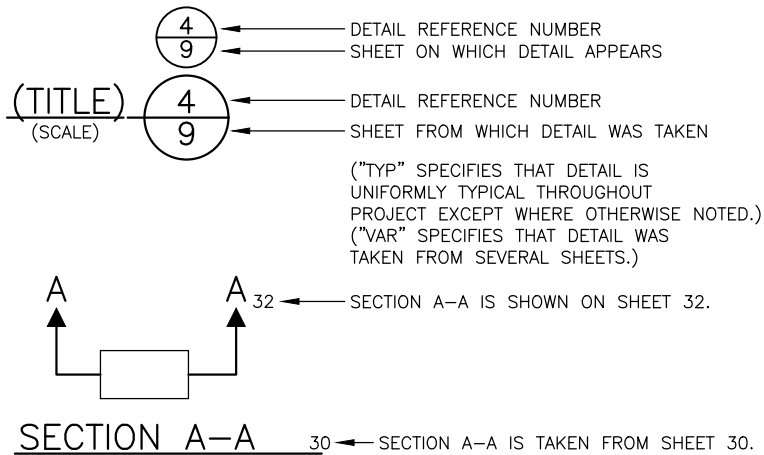 4 DETAIL REFERENCE NUMBER
9 SHEET ON WHICH DETAIL APPEARS
(TITLE) 4 DETAIL REFERENCE NUMBER
(SCALE) 9 SHEET FROM WHICH DETAIL WAS TAKEN
("TYP" SPECIFIES THAT DETAIL IS
UNIFORMLY TYPICAL THROUGHOUT
PROJECT EXCEPT WHERE OTHERWISE NOTED.)
("VAR" SPECIFIES THAT DETAIL WAS
TAKEN FROM SEVERAL SHEETS.)
A A 32 SECTION A-A IS SHOWN ON SHEET 32.
SECTION A-A 30 SECTION A-A IS TAKEN FROM SHEET 30.